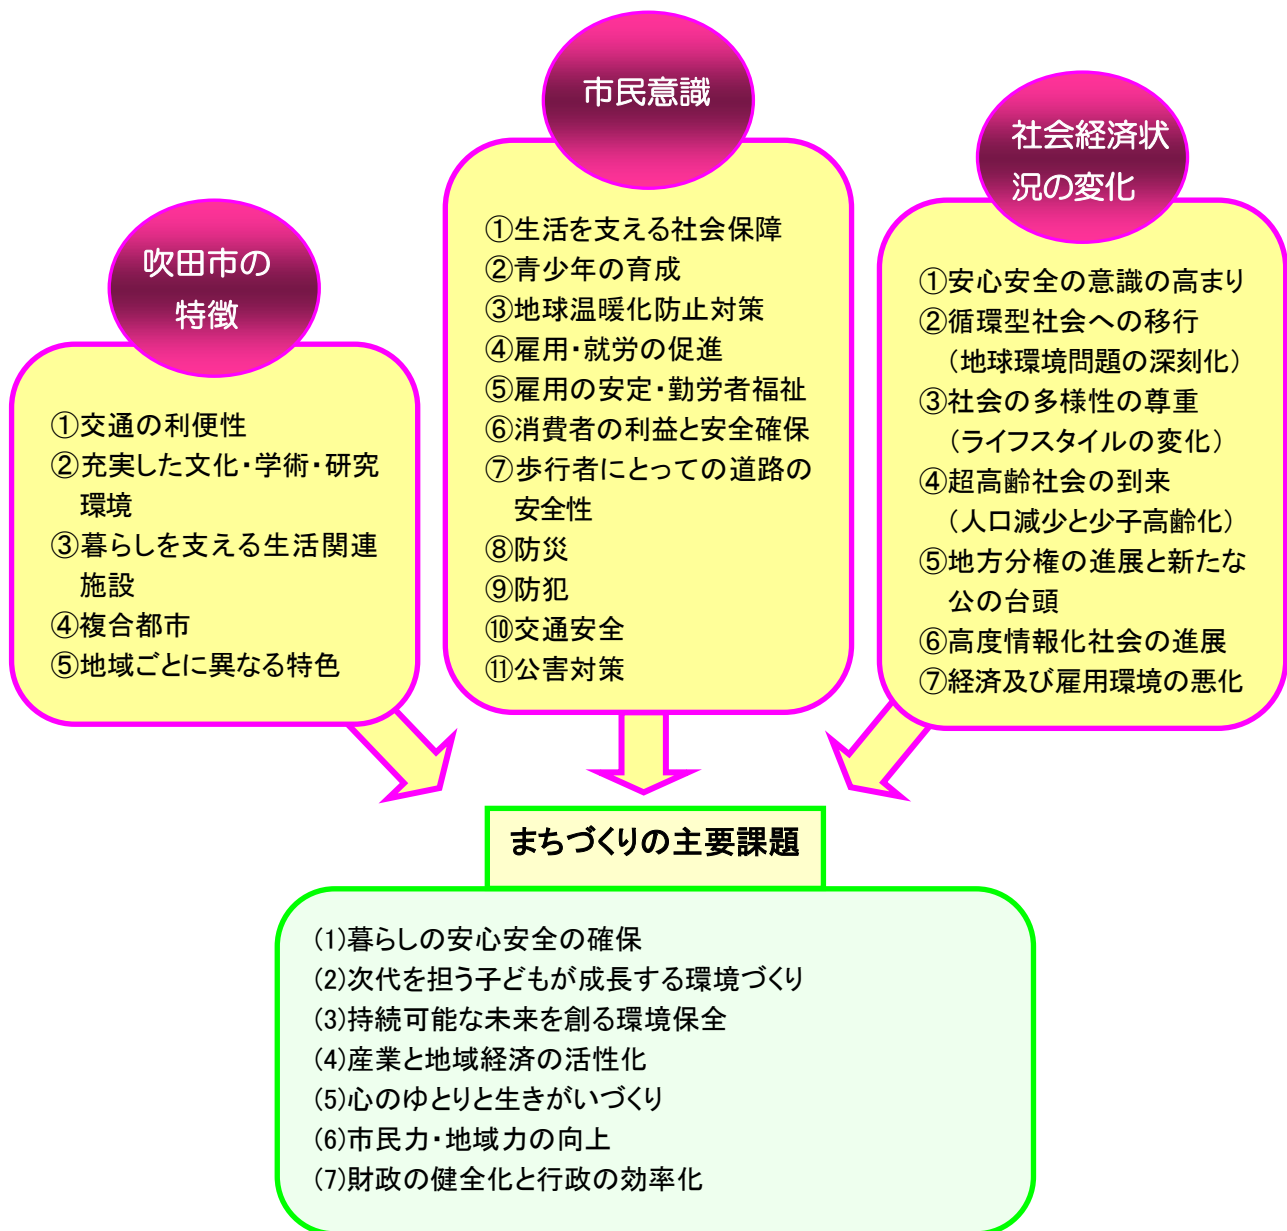 吹田市の
特徴
①交通の利便性
②充実した文化・学術・研究
環境
③暮らしを支える生活関連
施設
④複合都市
⑤地域ごとに異なる特色
市民意識
①生活を支える社会保障
②青少年の育成
③地球温暖化防止対策
④雇用・就労の促進
⑤雇用の安定・勤労者福祉
⑥消費者の利益と安全確保
⑦歩行者にとっての道路の
安全性
⑧防災
⑨防犯
⑩交通安全
⑪公害対策
社会経済状
況の変化
①安心安全の意識の高まり
②循環型社会への移行
（地球環境問題の深刻化）
③社会の多様性の尊重
（ライフスタイルの変化）
④超高齢社会の到来
（人口減少と少子高齢化）
⑤地方分権の進展と新たな
公の台頭
⑥高度情報化社会の進展
⑦経済及び雇用環境の悪化
まちづくりの主要課題
(1)暮らしの安心安全の確保
(2)次代を担う子どもが成長する環境づくり
(3)持続可能な未来を創る環境保全
(4)産業と地域経済の活性化
(5)心のゆとりと生きがいづくり
(6)市民力・地域力の向上
(7)財政の健全化と行政の効率化